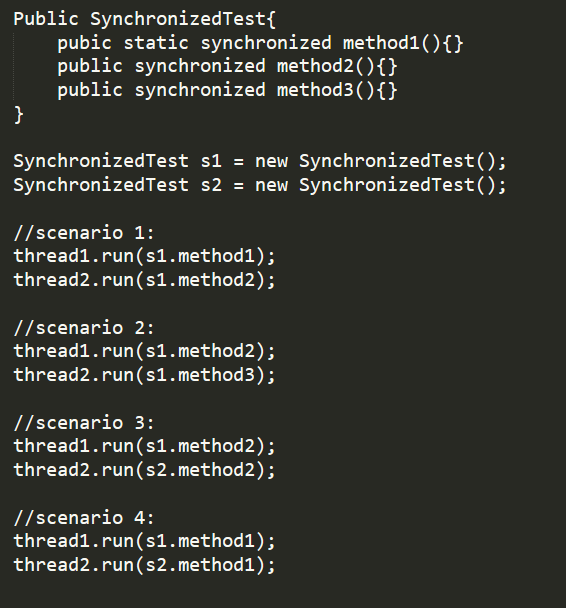 Public SynchronizedTest{
pubic static synchronized method1(){}
public synchronized method2(){}
public synchronized method3(){}
}
SynchronizedTest s1 = new SynchronizedTest();
SynchronizedTest s2 = new SynchronizedTest();
//scenario 1:
thread1.run(s1.method1);
thread2.run(s1.method2);
//scenario 2:
thread1.run(s1.method2);
thread2.run(s1.method3);
//scenario 3:
thread1.run(s1.method2);
thread2.run(s2.method2);
//scenario 4:
thread1.run(s1.method1);
thread2.run(s2.method1);